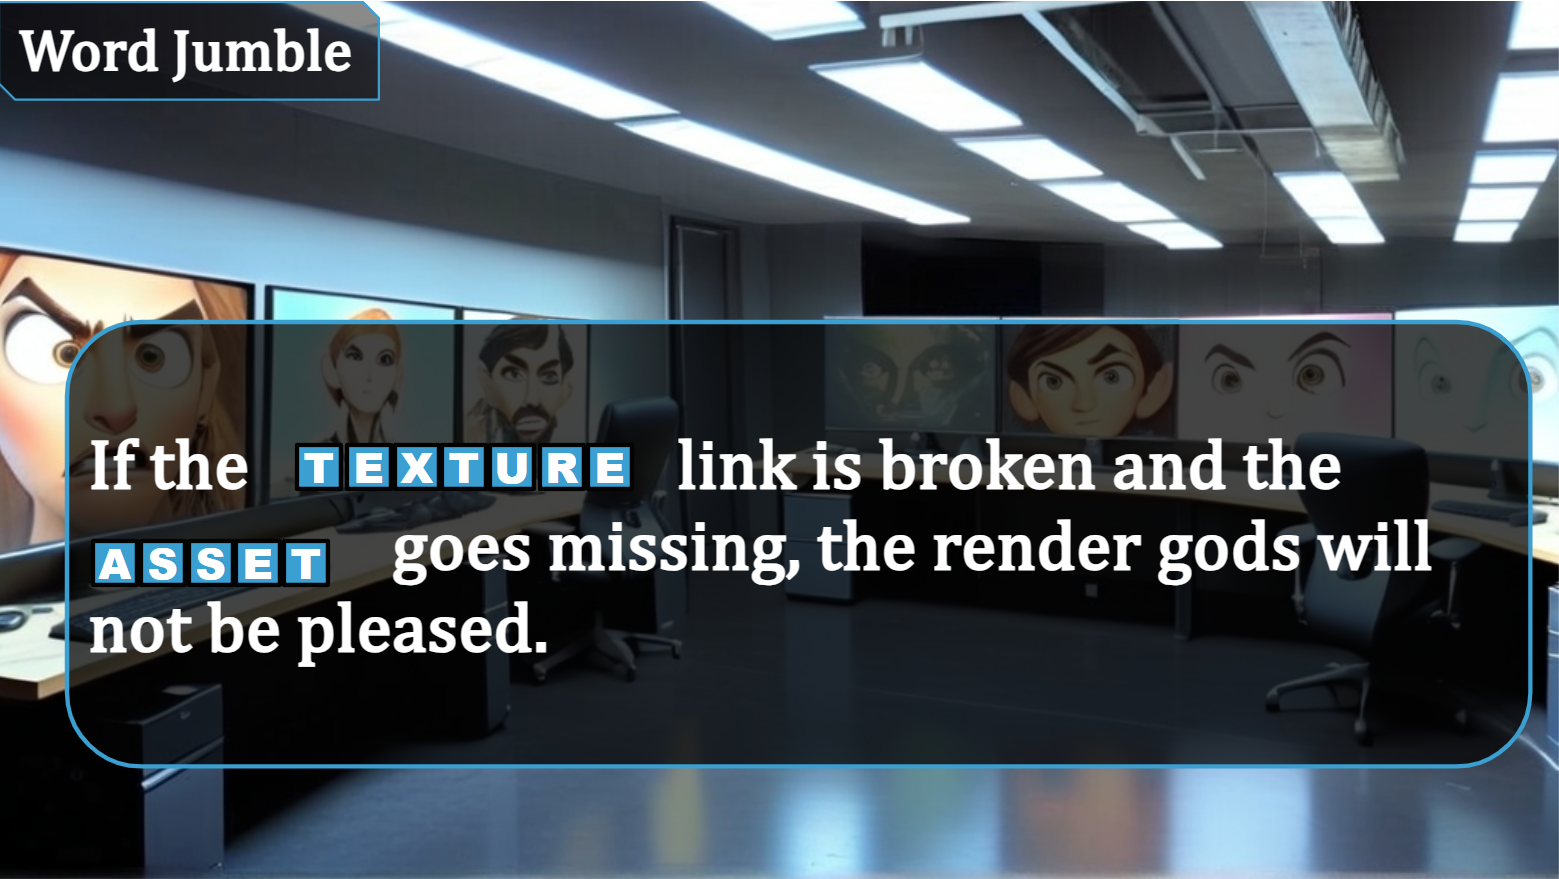 Word Jumble
If the TEXTURE link is broken and the
ASSET goes missing, the render gods will
not be pleased.